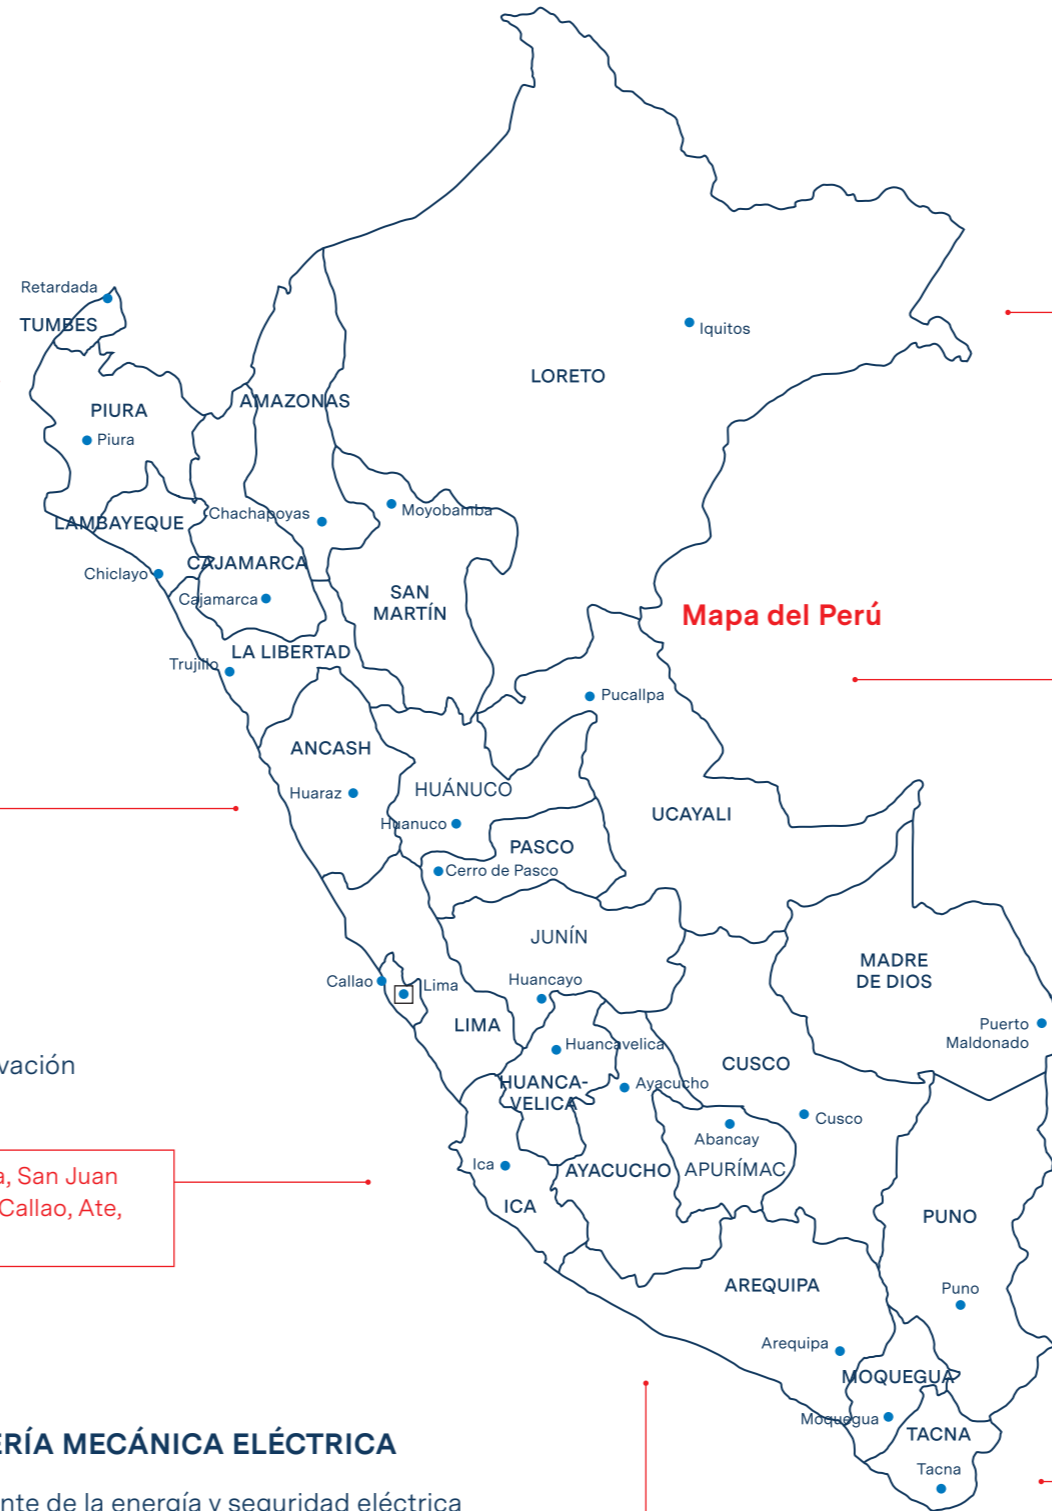 Retardada
TUMBES
Iquitos
LORETO
AMAZONAS
PIURA
Piura
Moyobamba
Chachapoyas
LAMBAYEQUE
CAJAMARCA
Chiclayo
Cajamarca
SAN
MARTÍN
Mapa del Perú
LA LIBERTAD
Trujillo
Pucallpa
ANCASH
Huaraz
HUÁNUCO
Huanuco
UCAYALI
PASCO
Cerro de Pasco
JUNÍN
MADRE
DE DIOS
Callao
Lima
Huancayo
LIMA
Puerto
Maldonado
Huancavelica
CUSCO
vación
HUANCA-
VELICA
Ayacucho
Cusco
Abancay
Ica
AYACUCHO
APURÍMAC
a, San Juan
Callao, Ate,
ICA
PUNO
AREQUIPA
Puno
Arequipa
MOQUEGUA
Moquegua
TACNA
Tacna
ERÍA MECÁNICA ELÉCTRICA
nte de la energía y seguridad eléctrica